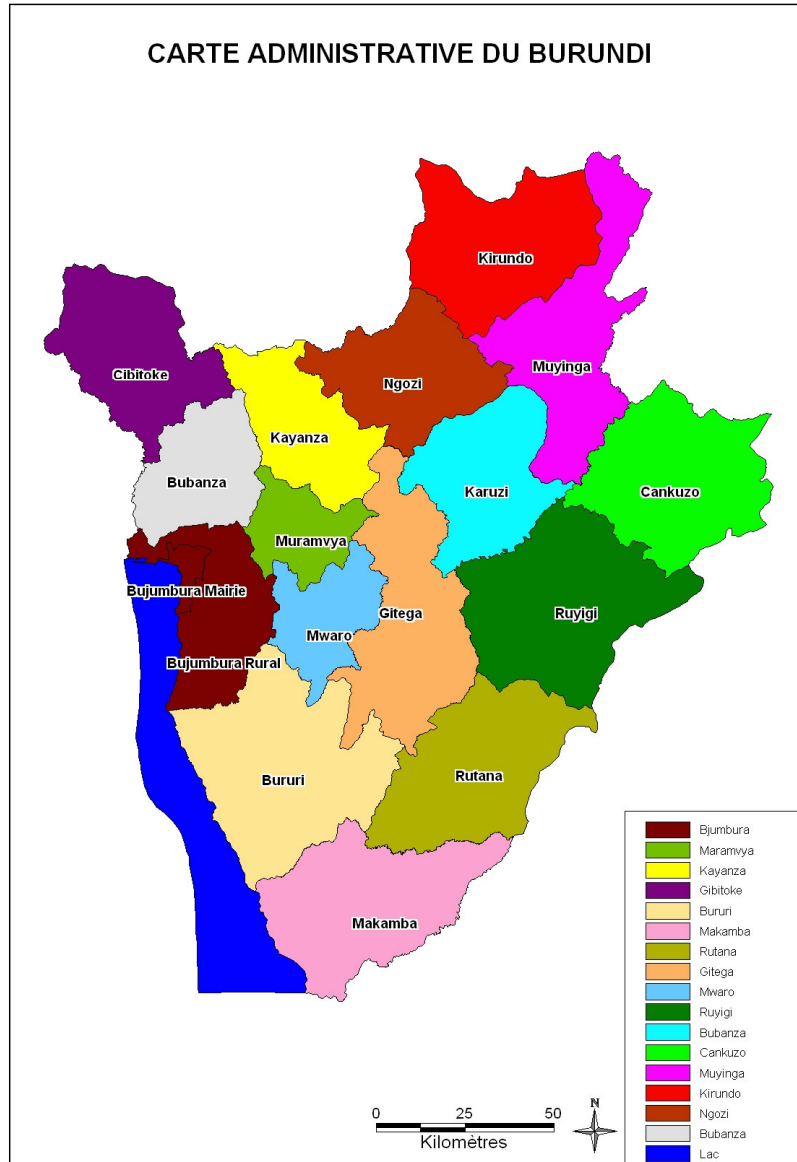 CARTE ADMINISTRATIVE DU BURUNDI
Kirundo
Muyinga
Cibitoke
Ngozi
Kayanza
Bubanza
Karuzi
Cankuzo
Muramvya
Bujumbura Mairie
Gitega
Ruyigi
Mwaro
Bujumbura Rural
Bururi
Rutana
Makamba
Bjumbura
Maramvya
Kayanza
Gibitoke
Bururi
Makamba
Rutana
Gitega
Mwaro
Ruyigi
Bubanza
Cankuzo
Muyinga
Kirundo
Ngozi
Bubanza
Lac
N
0 25 50
Kilomètres